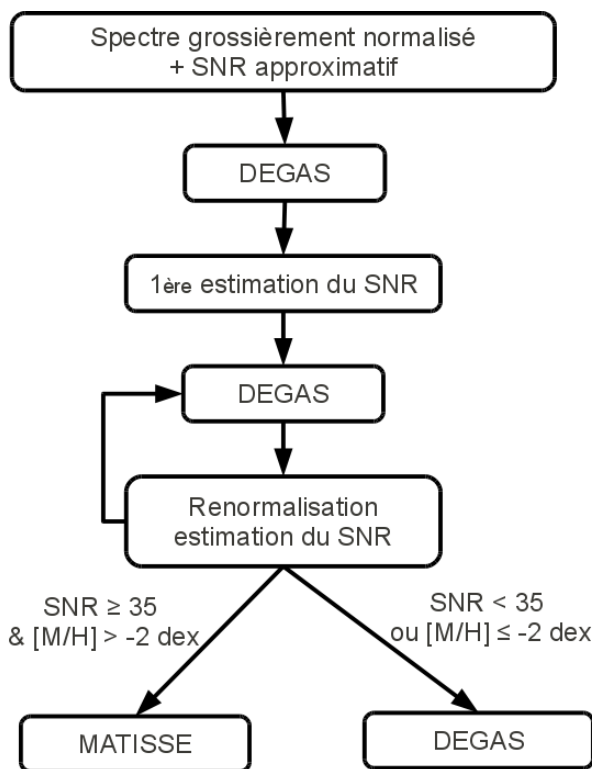 Spectre grossièrement normalisé
+ SNR approximatif
DEGAS
1ère estimation du SNR
DEGAS
Renormalisation
estimation du SNR
SNR ≥ 35
& [M/H] > -2 dex
SNR < 35
ou [M/H] ≤ -2 dex
MATISSE
DEGAS